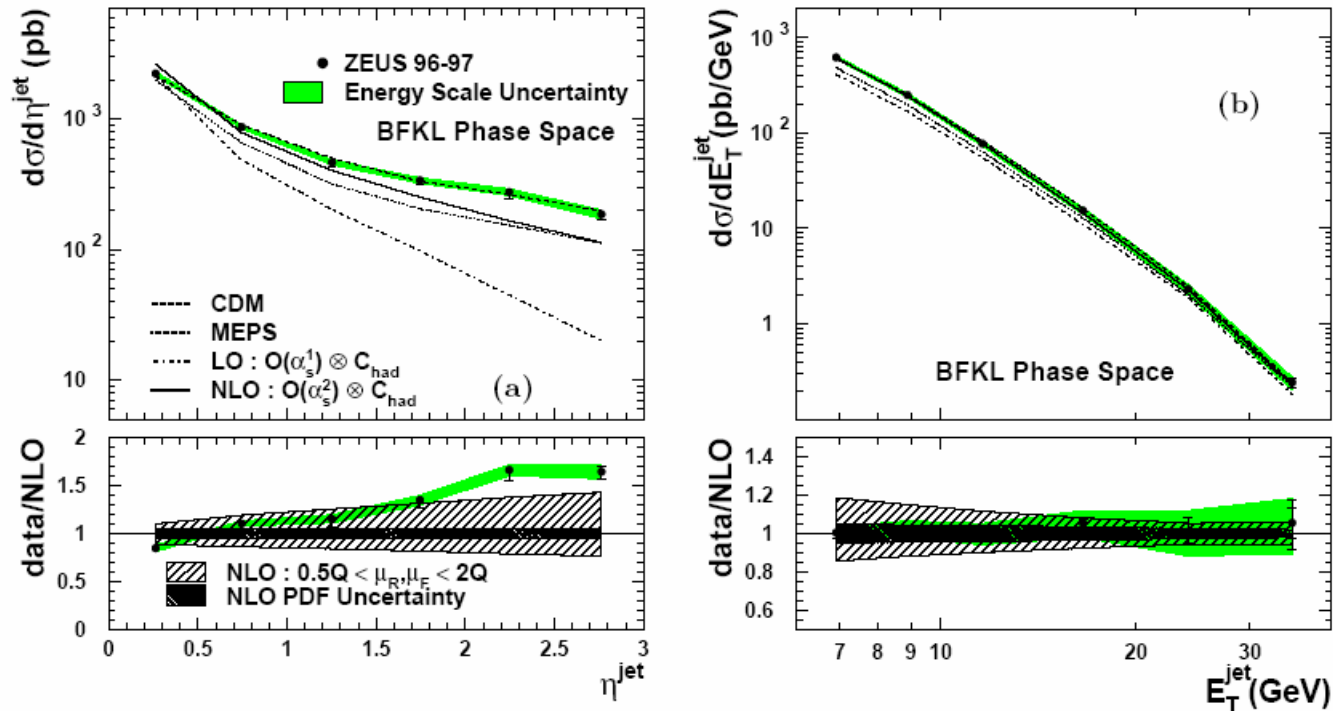 dσ/dη^jet (pb)
10^3
10^2
10
ZEUS 96-97
Energy Scale Uncertainty
BFKL Phase Space
CDM
MEPS
LO : O(α_s^1) ⊗ C_had
NLO : O(α_s^2) ⊗ C_had
(a)
data/NLO
2
1.5
1
0.5
0
NLO : 0.5Q < μ_R,μ_F < 2Q
NLO PDF Uncertainty
0 0.5 1 1.5 2 2.5 3
η^jet
dσ/dE_T^jet(pb/GeV)
10^3
10^2
10
1
(b)
BFKL Phase Space
data/NLO
1.4
1.2
1
0.8
0.6
7 8 9 10 20 30
E_T^jet(GeV)